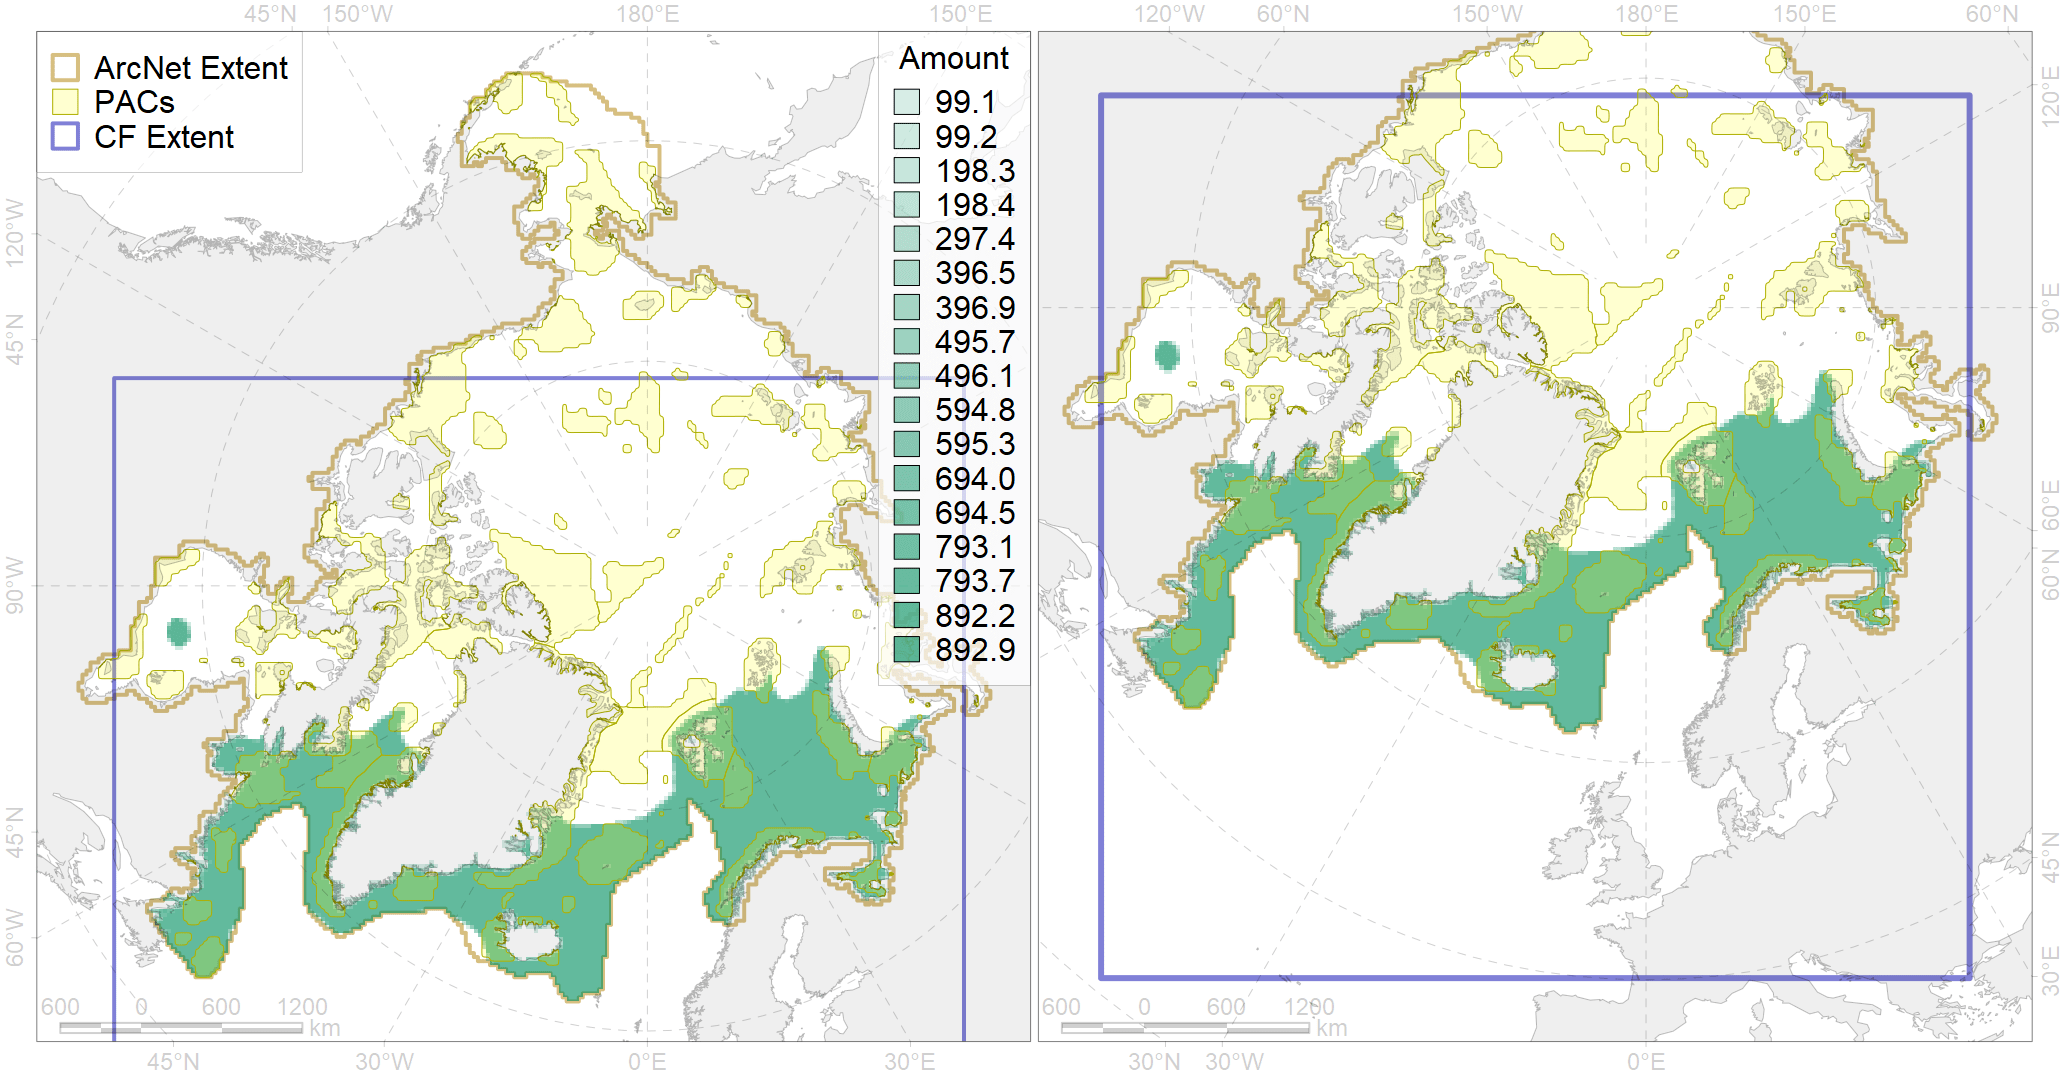 45°N 150°W 180°E 150°E
120°W 60°N 150°W 180°E 150°E 60°N
ArcNet Extent
PACs
CF Extent
Amount
99.1
99.2
198.3
198.4
297.4
396.5
396.9
495.7
496.1
594.8
595.3
694.0
694.5
793.1
793.7
892.2
892.9
120°W
45°N
90°W
45°N
60°W
120°E
90°E
60°E
60°N
45°N
30°E
600 0 600 1200
km
600 0 600 1200
km
45°N 30°W 0°E 30°E
30°N 30°W 0°E